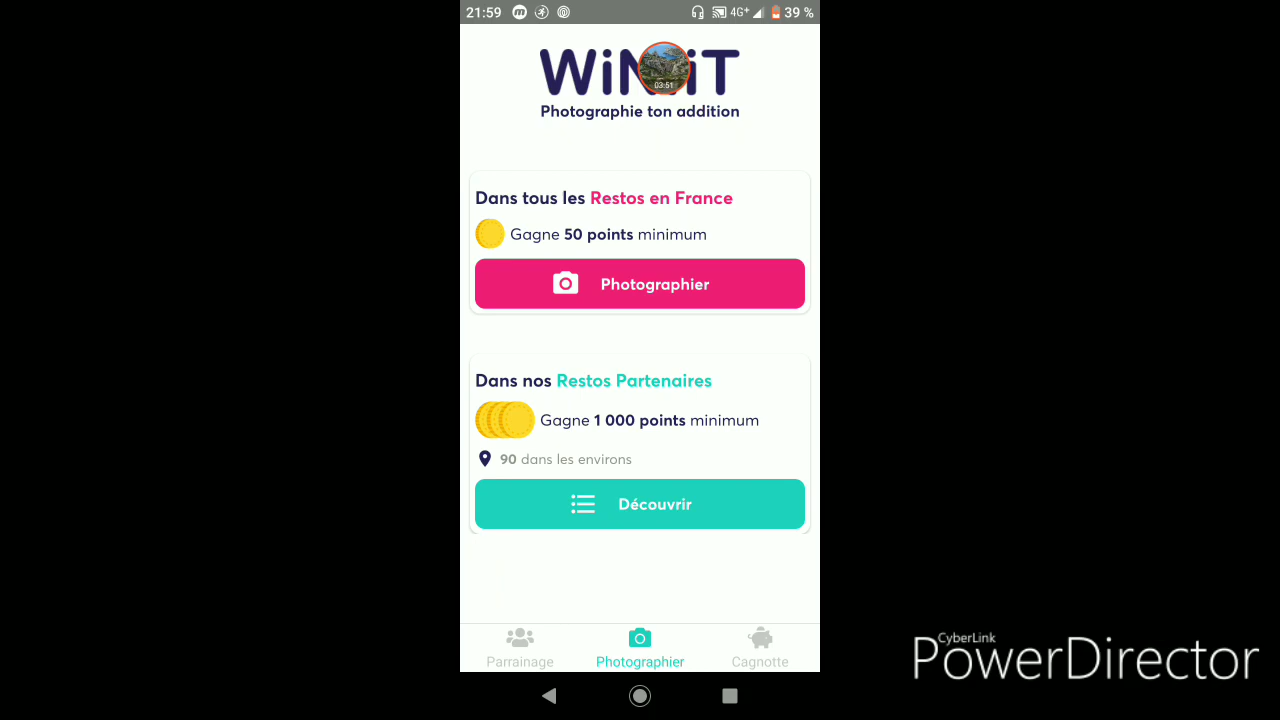 21:59 4G+ 39 %
WiNiT
03:51
Photographie ton addition
Dans tous les Restos en France
Gagne 50 points minimum
Photographier
Dans nos Restos Partenaires
Gagne 1 000 points minimum
90 dans les environs
Découvrir
Parrainage Photographier Cagnotte
CyberLink
PowerDirector